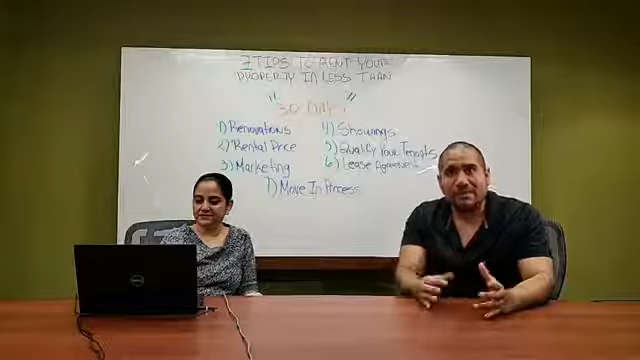 7 TIPS TO RENT YOUR
PROPERTY IN LESS THAN
"30 DAYS"
1) Renovations
2) Rental Price
3) Marketing
4) Showings
5) Qualify Your Tenants
6) Lease Agreement
7) Move In Process
DELL